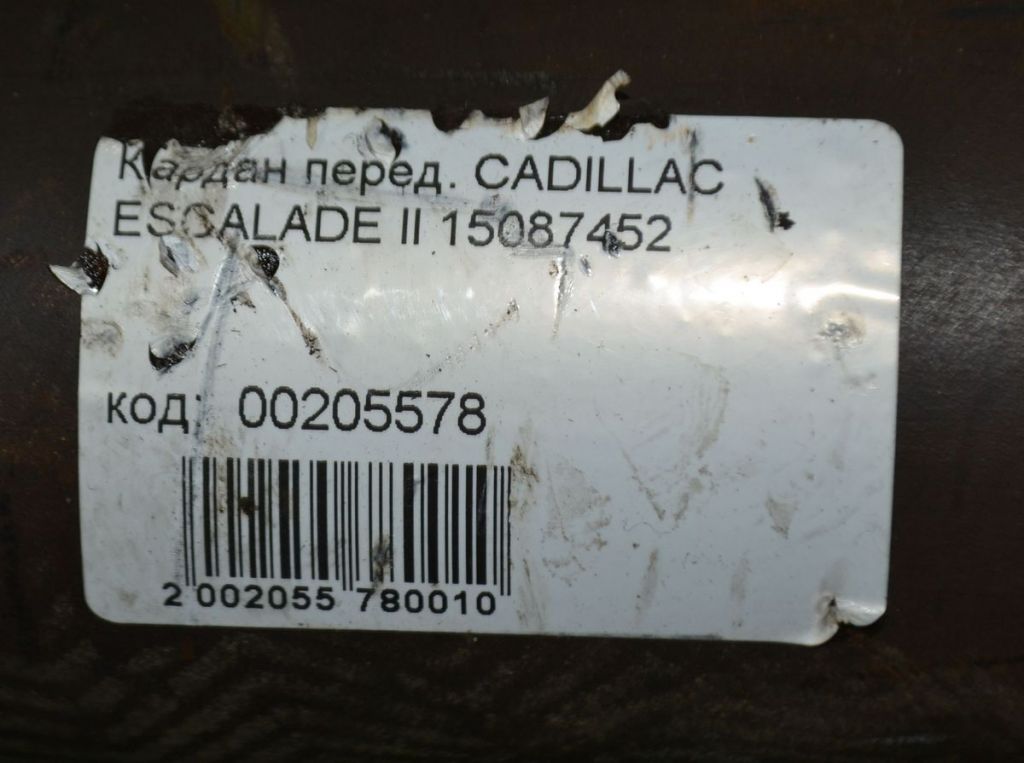 Кардан перед. CADILLAC
ESCALADE II 15087452
код: 00205578
2 002055 780010